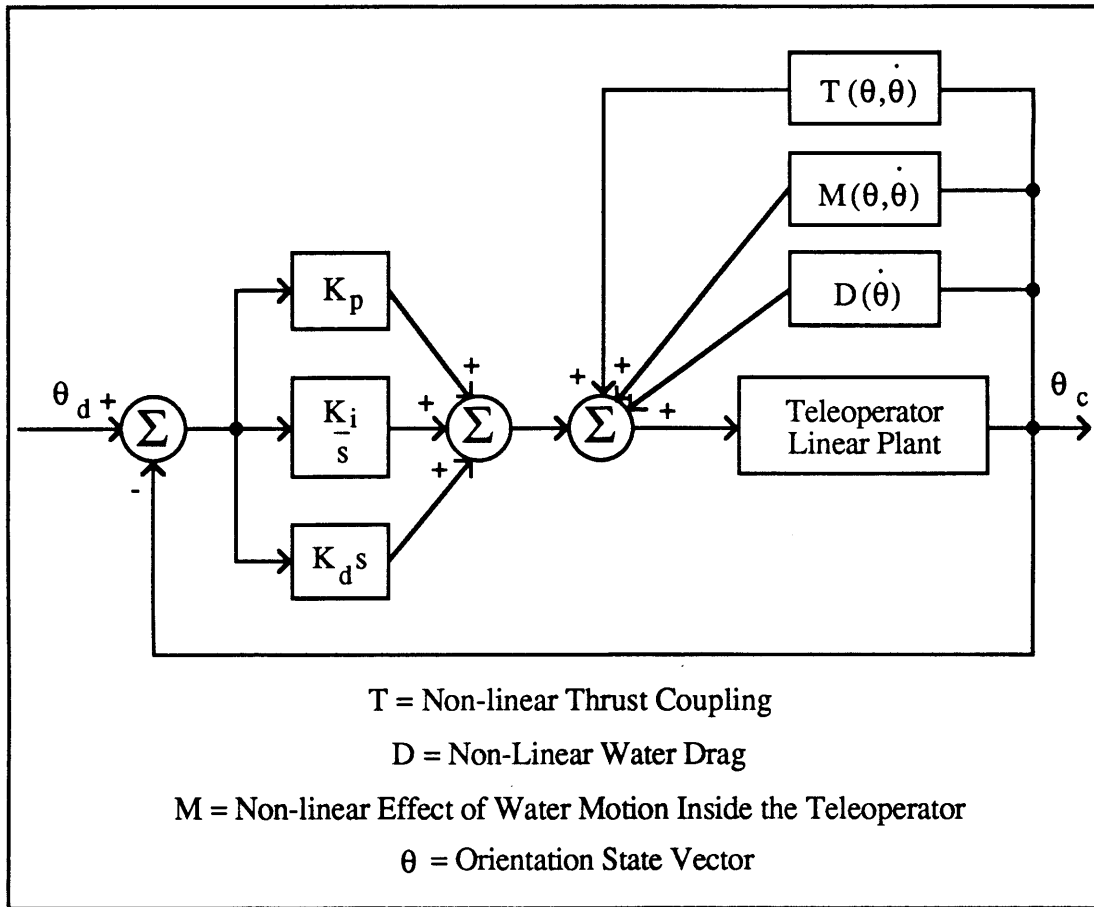 T(θ,θ̇)
M(θ,θ̇)
D(θ̇)
K_p
θ_d +
Σ
-
K_i
s
K_d s
+
+
+
Σ
+
+
-
Σ
+
Teleoperator
Linear Plant
θ_c
T = Non-linear Thrust Coupling
D = Non-Linear Water Drag
M = Non-linear Effect of Water Motion Inside the Teleoperator
θ = Orientation State Vector